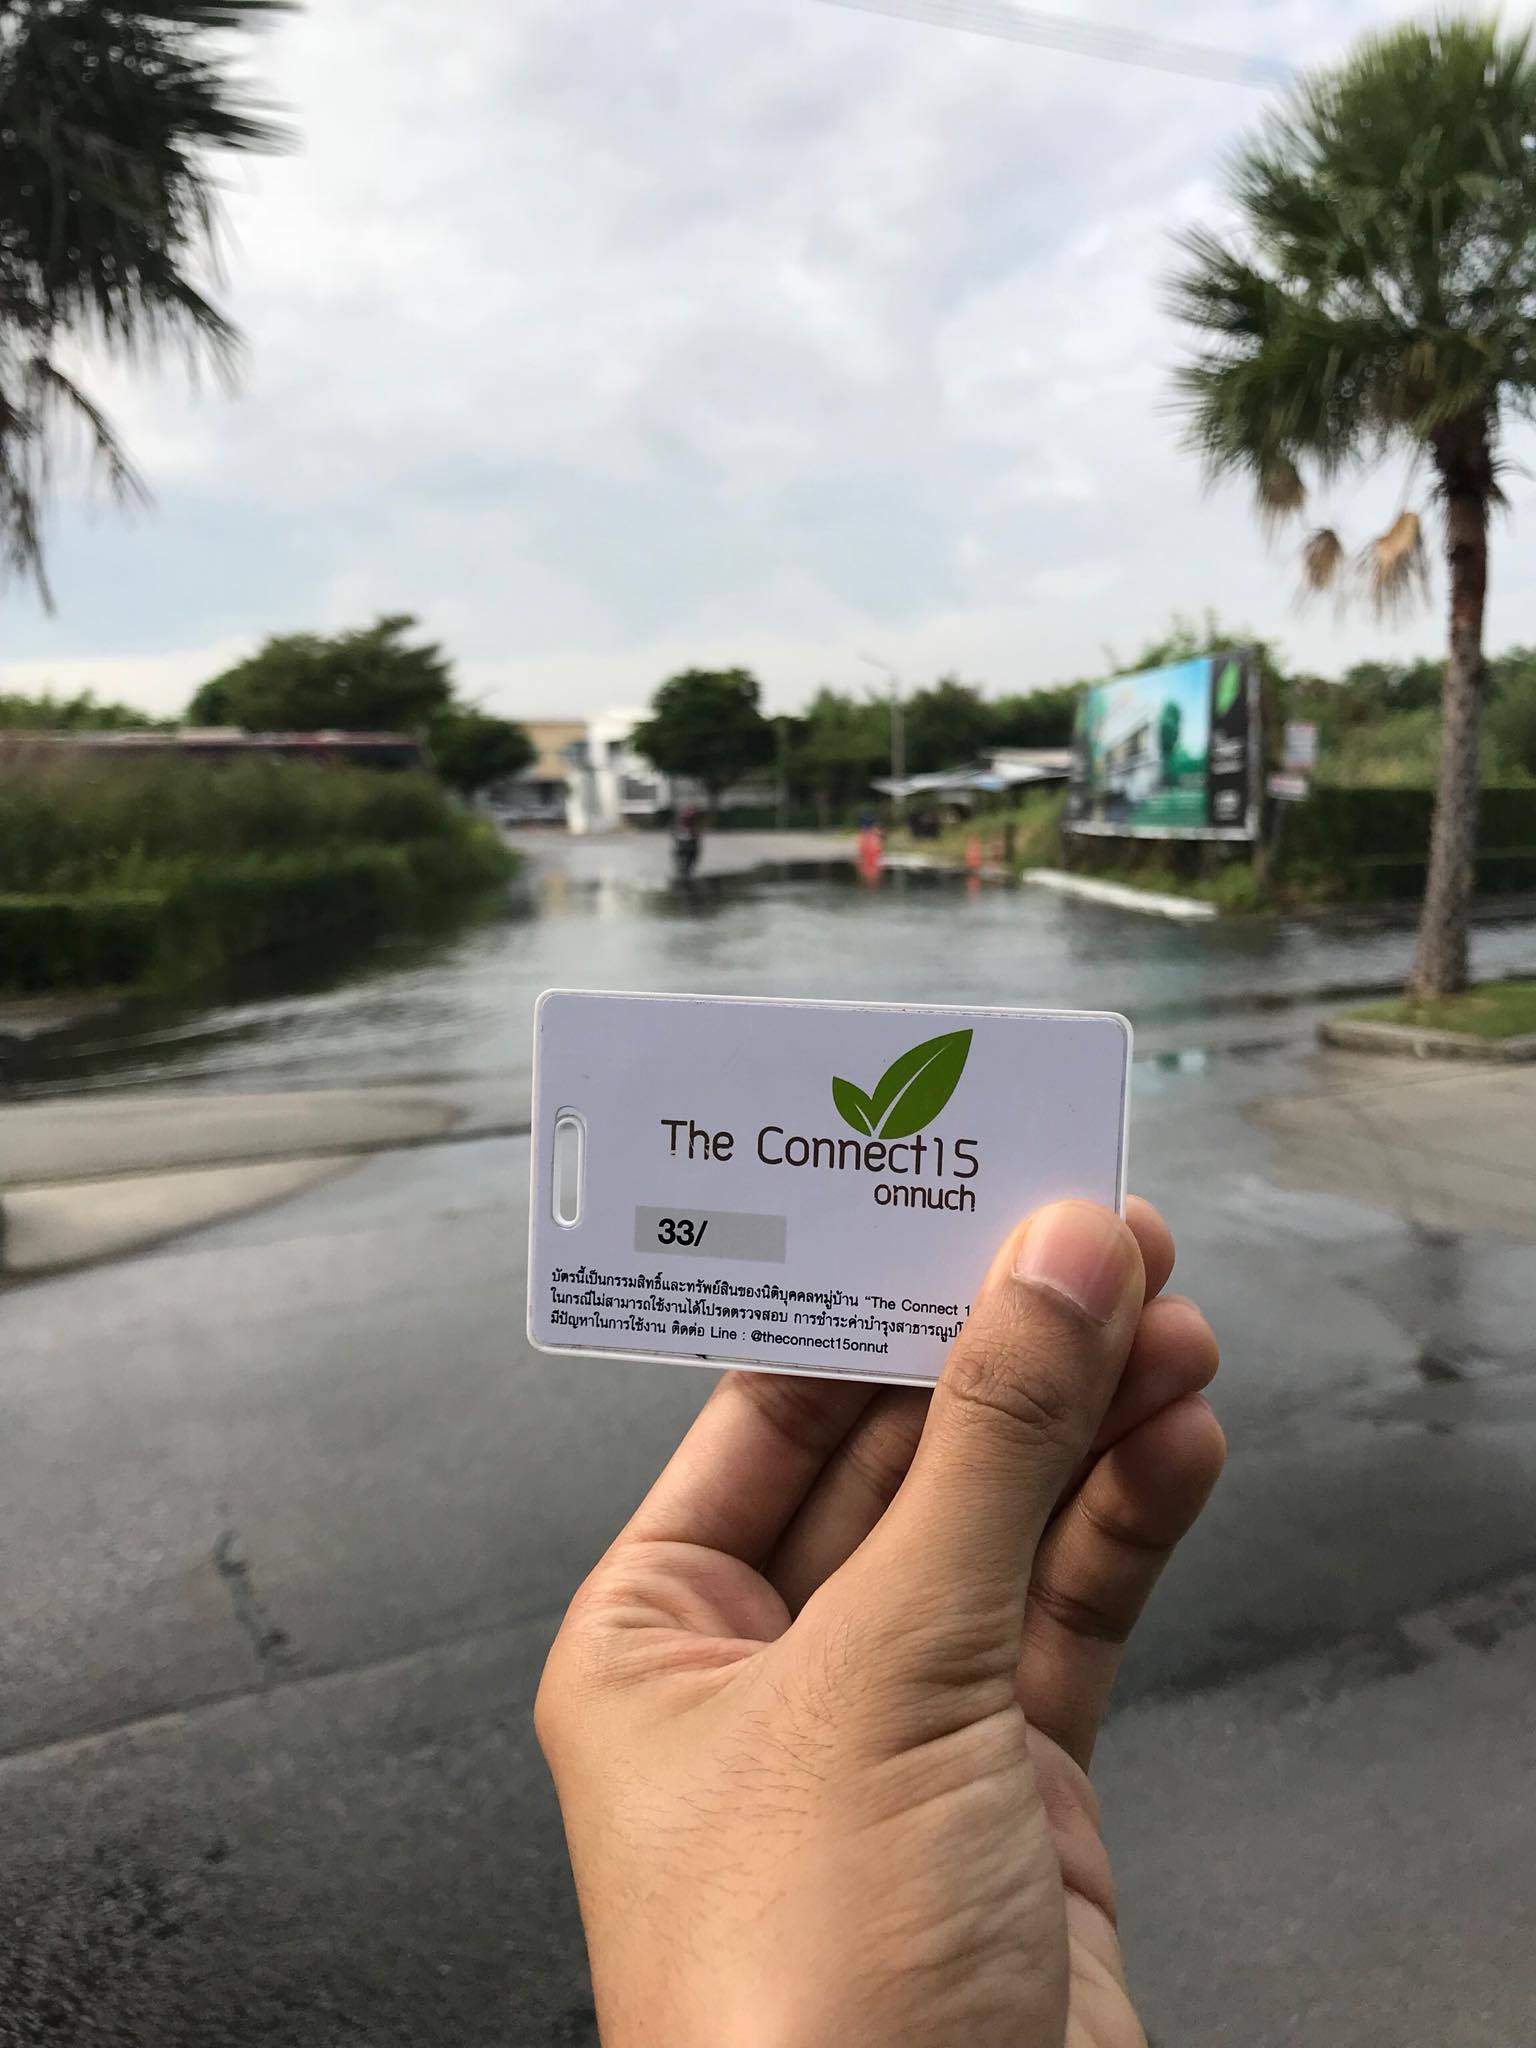 The Connect15
onnuch
33/
บัตรนี้เป็นกรรมสิทธิ์และทรัพย์สินของนิติบุคคลหมู่บ้าน "The Connect 1
ในกรณีไม่สามารถใช้งานได้โปรดตรวจสอบ การชำระค่าบำรุงสาธารณูป
มีปัญหาในการใช้งาน ติดต่อ Line : @theconnect15onnut